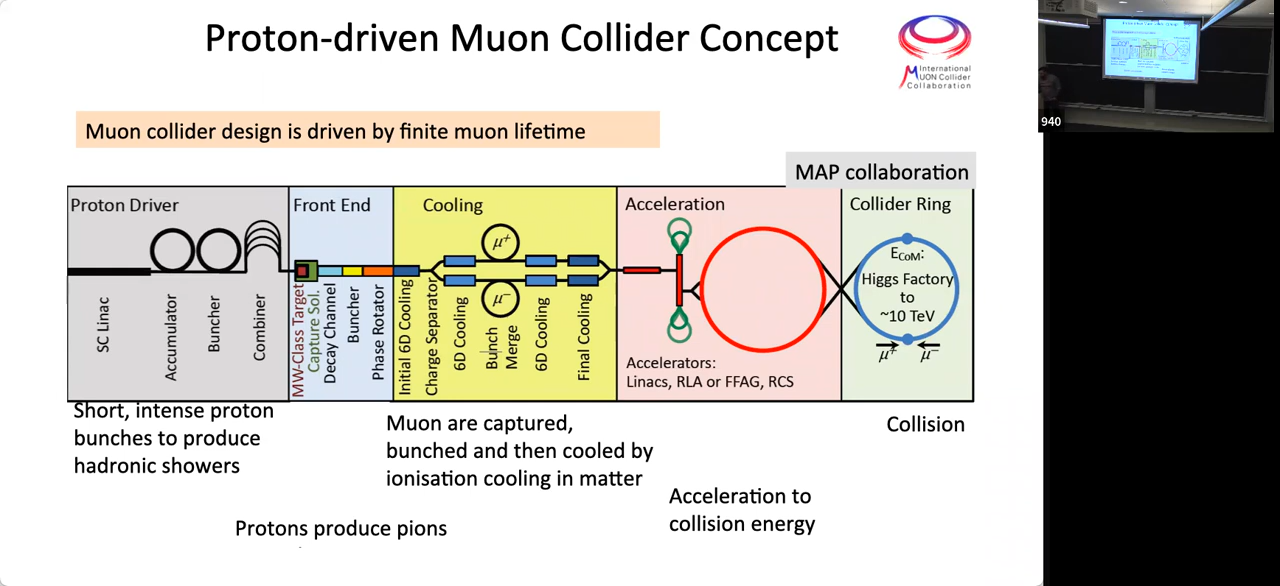 Proton-driven Muon Collider Concept
International
MUON Collider
Collaboration
Muon collider design is driven by finite muon lifetime
MAP collaboration
Proton Driver
Front End
Cooling
Acceleration
Collider Ring
SC Linac
Accumulator
Buncher
Combiner
MW-Class Target
Capture Sol.
Decay Channel
Buncher
Phase Rotator
Initial 6D Cooling
Charge Separator
6D Cooling
μ+
μ−
Bunch
Merge
6D Cooling
Final Cooling
Accelerators:
Linacs, RLA or FFAG, RCS
ECoM:
Higgs Factory
to
~10 TeV
μ+ μ−
Short, intense proton
bunches to produce
hadronic showers
Muon are captured,
bunched and then cooled by
ionisation cooling in matter
Collision
Acceleration to
collision energy
Protons produce pions
940